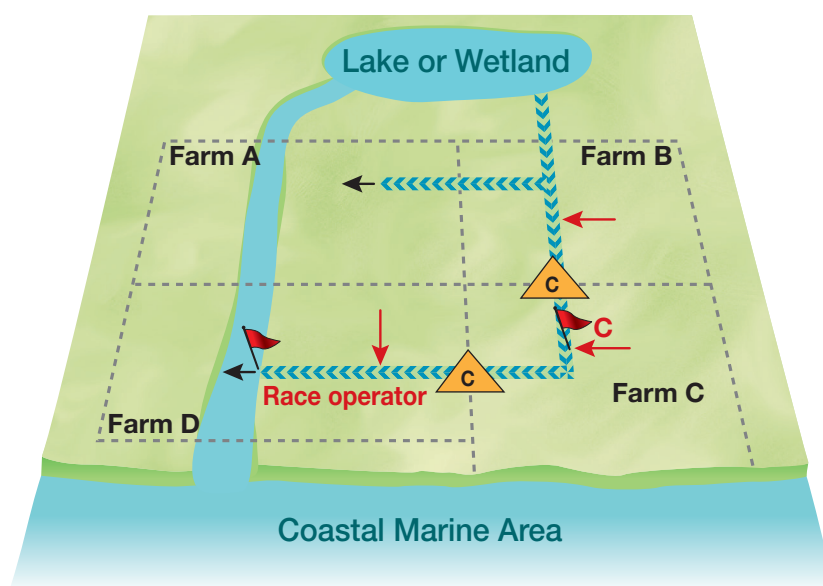 Lake or Wetland
Farm A
Farm B
C
C
C
Race operator
Farm C
Farm D
Coastal Marine Area